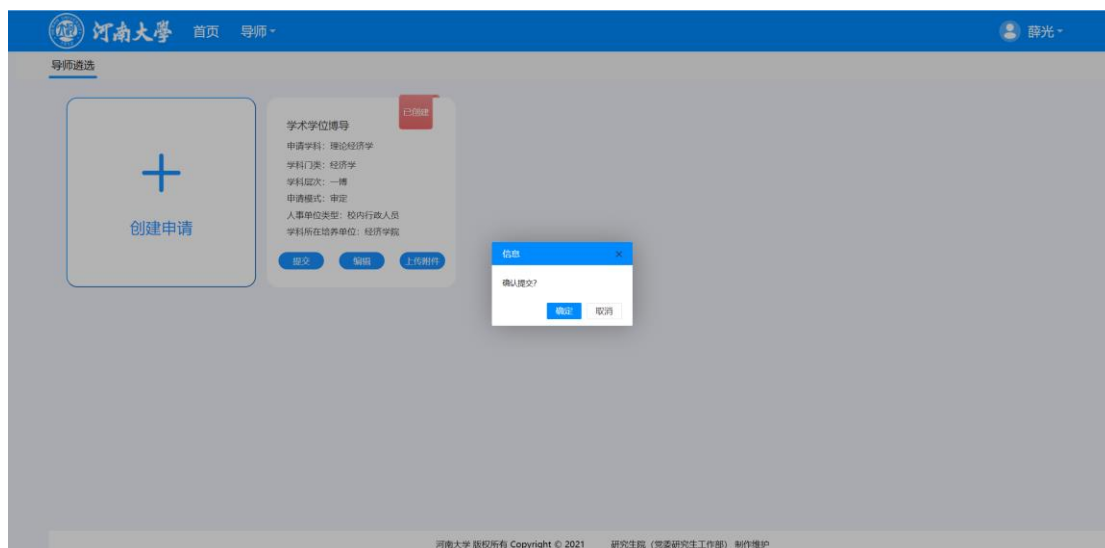 河南大學 首页 导师 薛光
导师遴选
已创建
学术学位博导
申请学科：理论经济学
学科门类：经济学
学科层次：一博
申请模式：审定
人事单位类型：校内行政人员
学科所在培养单位：经济学院
创建申请
提交 编辑 上传附件
信息 ×
确认提交?
确定 取消
河南大学 版权所有 Copyright © 2021 研究生院（党委研究生工作部） 制作维护